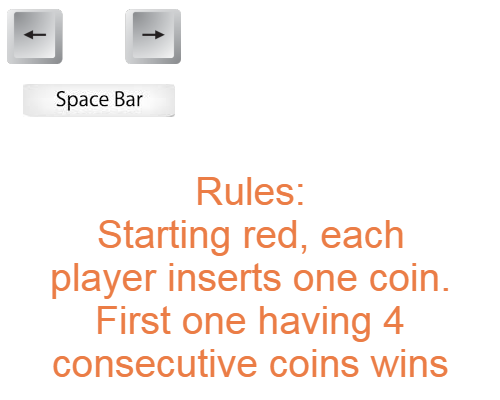 ← →
Space Bar
Rules:
Starting red, each
player inserts one coin.
First one having 4
consecutive coins wins